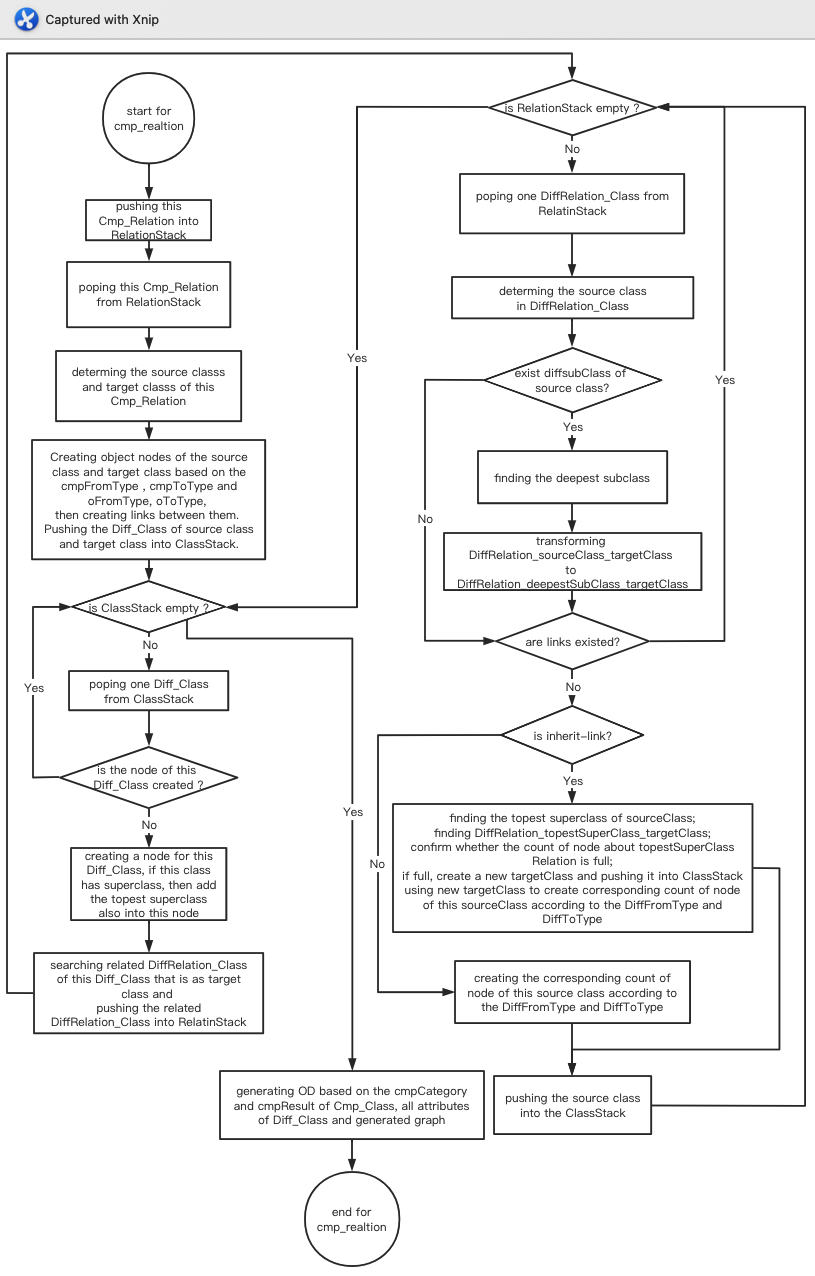 Captured with Xnip
start for
cmp_realtion
pushing this
Cmp_Relation into
RelationStack
poping this Cmp_Relation
from RelationStack
determing the source classs
and target classs of this
Cmp_Relation
Creating object nodes of the source
class and target class based on the
cmpFromType , cmpToType and
oFromType, oToType,
then creating links between them.
Pushing the Diff_Class of source class
and target class into ClassStack.
is ClassStack empty ?
No
poping one Diff_Class
from ClassStack
Yes
is the node of this
Diff_Class created ?
No
creating a node for this
Diff_Class, if this class
has superclass, then add
the topest superclass
also into this node
searching related DiffRelation_Class
of this Diff_Class that is as target
class and
pushing the related
DiffRelation_Class into RelatinStack
Yes
generating OD based on the cmpCategory
and cmpResult of Cmp_Class, all attributes
of Diff_Class and generated graph
end for
cmp_realtion
is RelationStack empty ?
Yes
No
poping one DiffRelation_Class from
RelatinStack
determing the source class
in DiffRelation_Class
exist diffsubClass of
source class?
Yes
Yes
finding the deepest subclass
No
transforming
DiffRelation_sourceClass_targetClass
to
DiffRelation_deepestSubClass_targetClass
are links existed?
No
is inherit-link?
Yes
finding the topest superclass of sourceClass;
finding DiffRelation_topestSuperClass_targetClass;
confirm whether the count of node about topestSuperClass
Relation is full;
if full, create a new targetClass and pushing it into ClassStack
using new targetClass to create corresponding count of node
of this sourceClass according to the DiffFromType and
DiffToType
No
creating the corresponding count of
node of this source class according to
the DiffFromType and DiffToType
pushing the source class
into the ClassStack